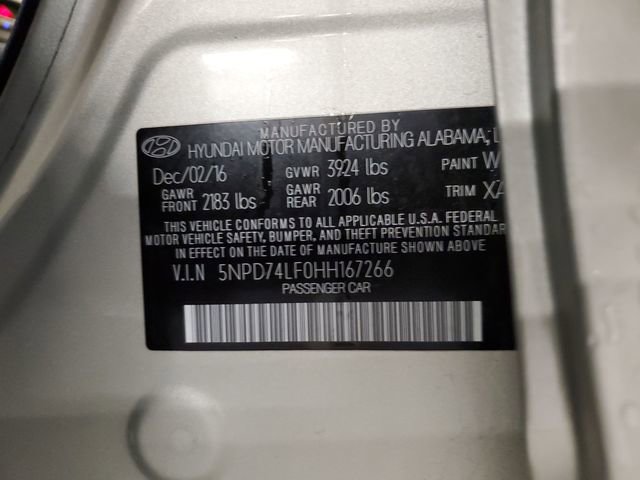 MANUFACTURED BY
HYUNDAI MOTOR MANUFACTURING ALABAMA,
Dec/02/16 GVWR 3924 lbs PAINT W
GAWR FRONT 2183 lbs GAWR REAR 2006 lbs TRIM
THIS VEHICLE CONFORMS TO ALL APPLICABLE U.S.A. FEDERAL
MOTOR VEHICLE SAFETY, BUMPER, AND THEFT PREVENTION
IN EFFECT ON THE DATE OF MANUFACTURE SHOWN ABOVE
V.I.N 5NPD74LF0HH167266
PASSENGER CAR